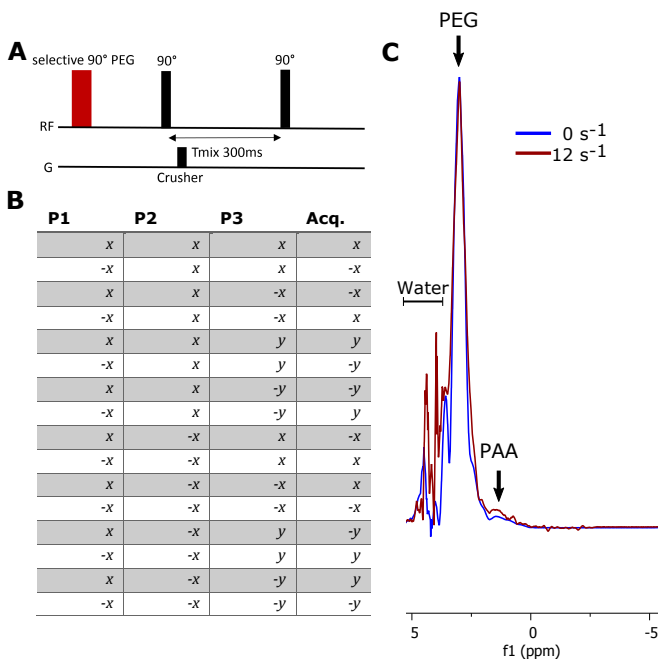 A
selective 90° PEG
90°
90°
RF
Tmix 300ms
G
Crusher
B
P1 P2 P3 Acq.
x x x x
-x x x -x
x x -x -x
-x x -x x
x x y y
-x x y -y
x x -y -y
-x x -y y
x -x x -x
-x -x x x
x -x -x x
-x -x -x -x
x -x y -y
-x -x y y
x -x -y y
-x -x -y -y
C
PEG
0 s⁻¹
12 s⁻¹
Water
PAA
5 0 -5
f1 (ppm)